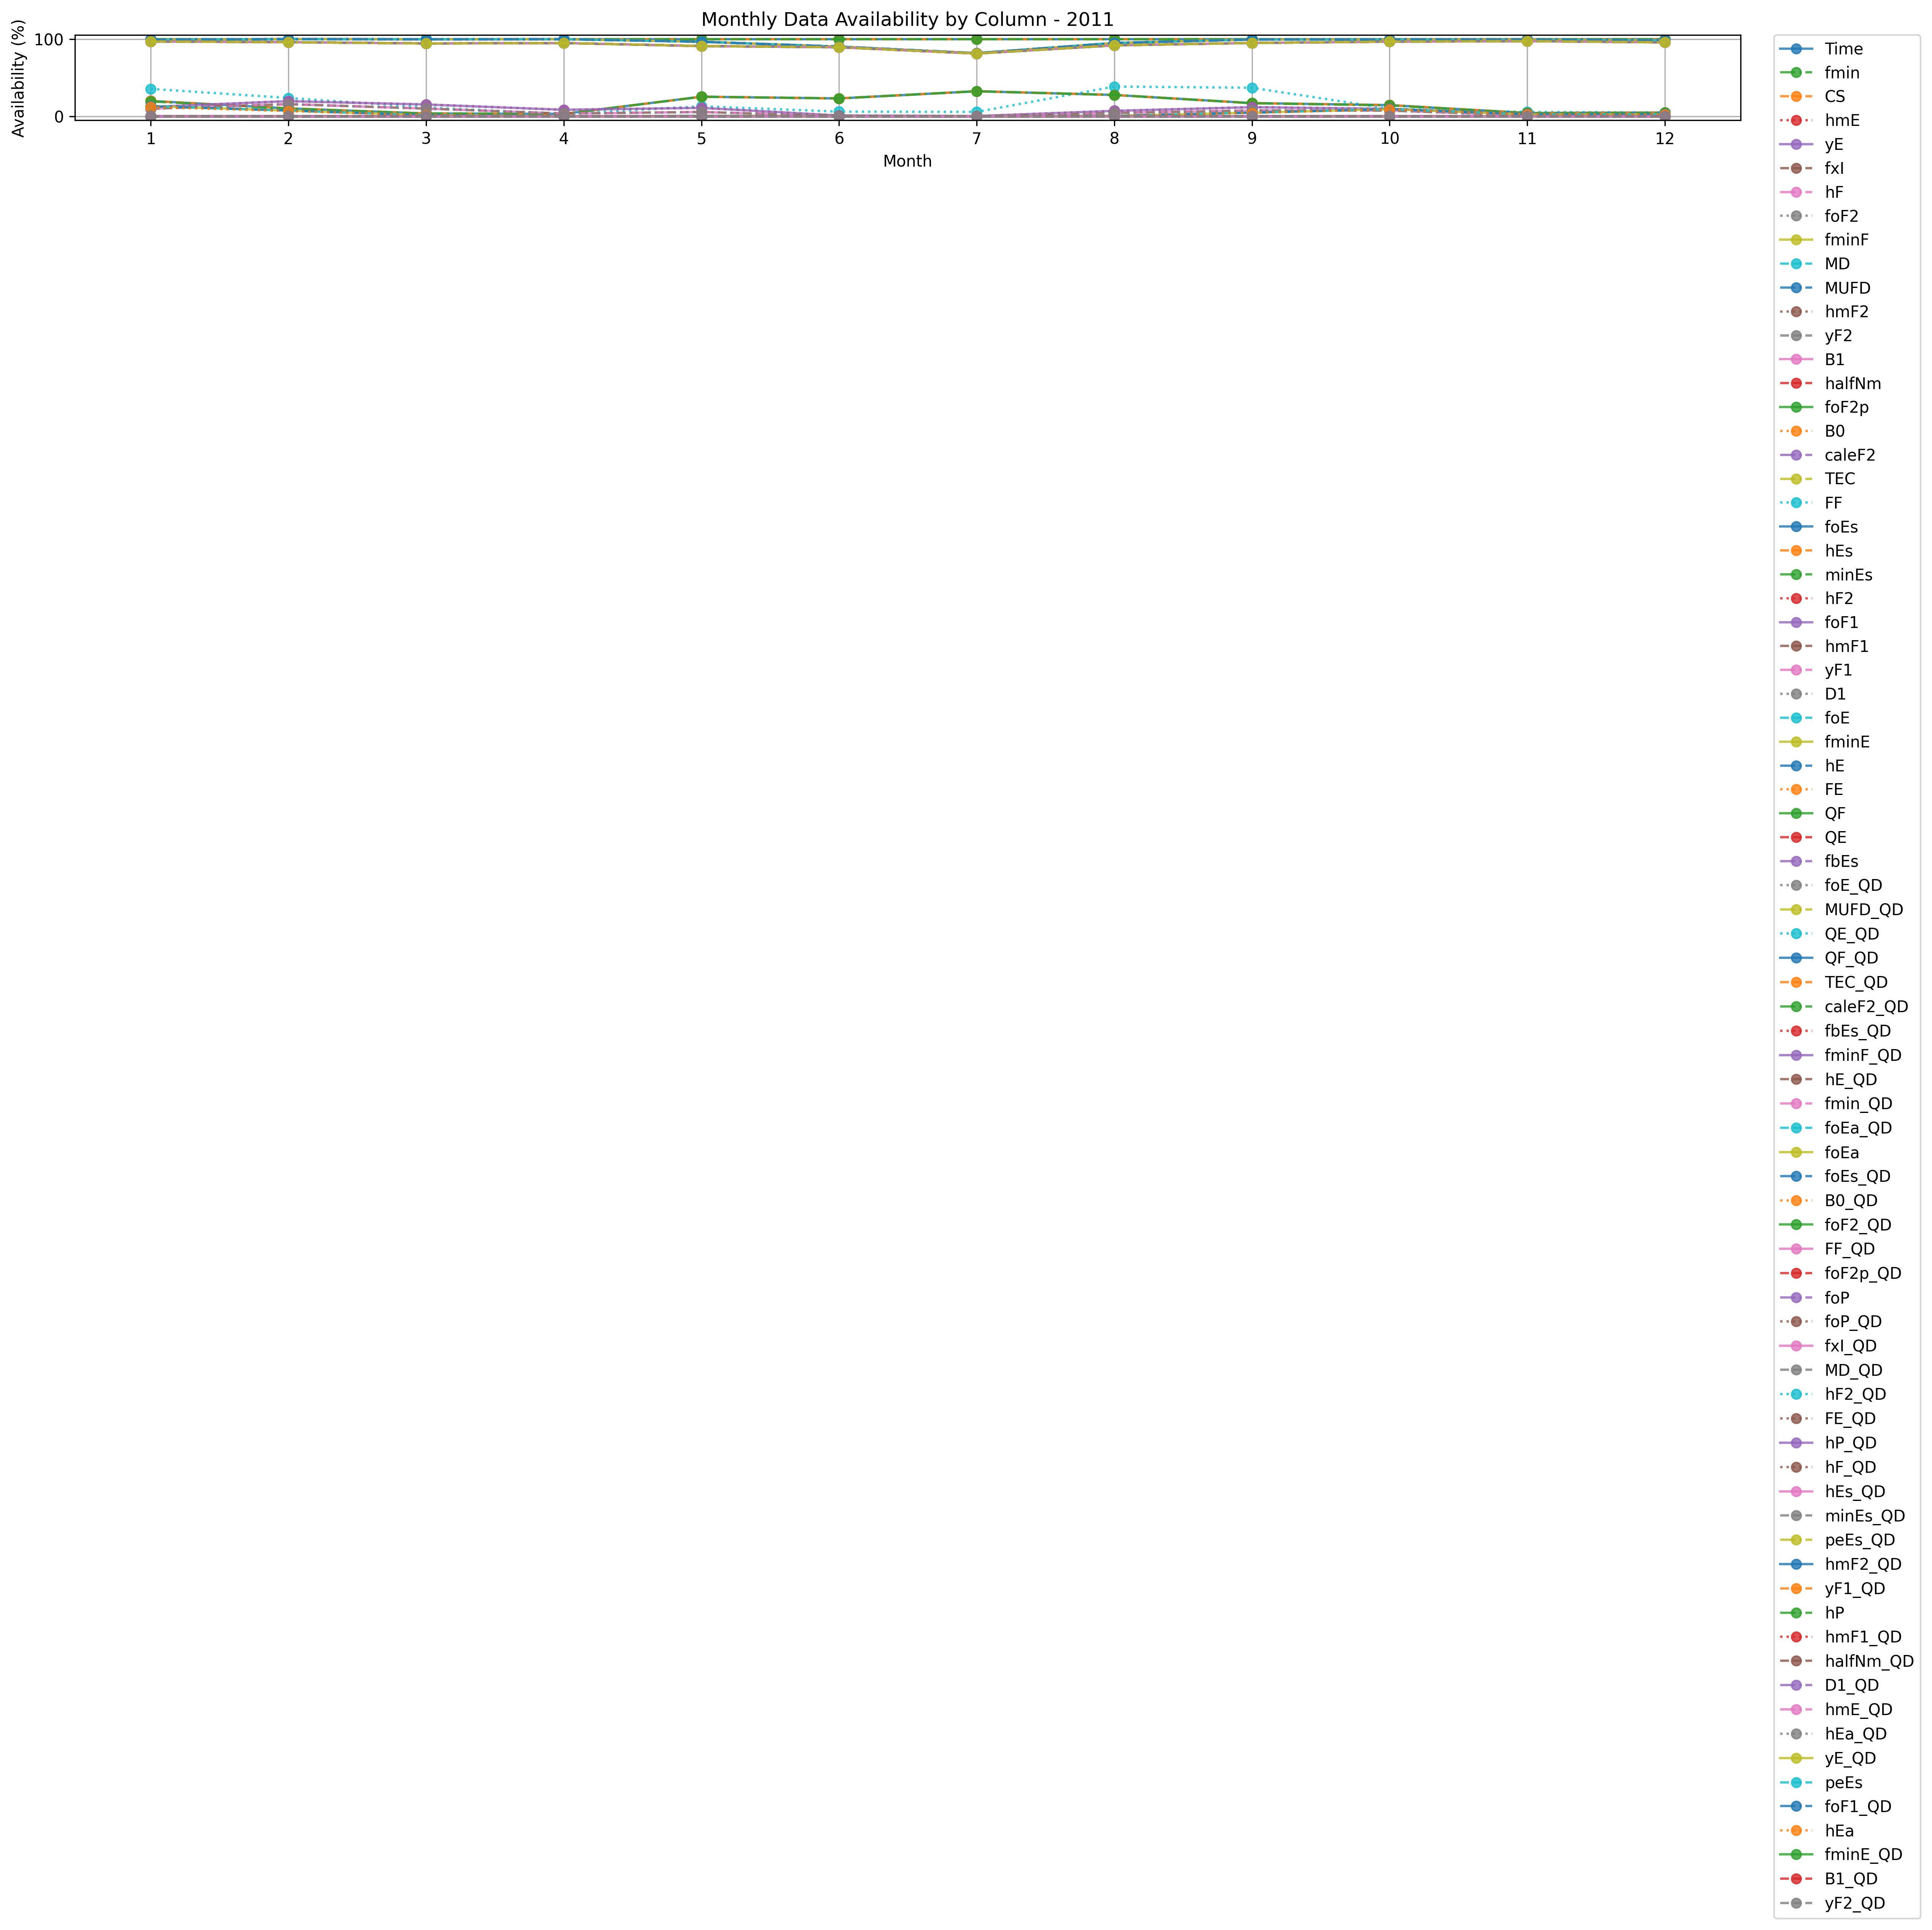 Monthly Data Availability by Column - 2011
Availability (%)
100
0
1 2 3 4 5 6 7 8 9 10 11 12
Month
Time
fmin
CS
hmE
yE
fxI
hF
foF2
fminF
MD
MUFD
hmF2
yF2
B1
halfNm
foF2p
B0
caleF2
TEC
FF
foEs
hEs
minEs
hF2
foF1
hmF1
yF1
D1
foE
fminE
hE
FE
QF
QE
fbEs
foE_QD
MUFD_QD
QE_QD
QF_QD
TEC_QD
caleF2_QD
fbEs_QD
fminF_QD
hE_QD
fmin_QD
foEa_QD
foEa
foEs_QD
B0_QD
foF2_QD
FF_QD
foF2p_QD
foP
foP_QD
fxI_QD
MD_QD
hF2_QD
FE_QD
hP_QD
hF_QD
hEs_QD
minEs_QD
peEs_QD
hmF2_QD
yF1_QD
hP
hmF1_QD
halfNm_QD
D1_QD
hmE_QD
hEa_QD
yE_QD
peEs
foF1_QD
hEa
fminE_QD
B1_QD
yF2_QD